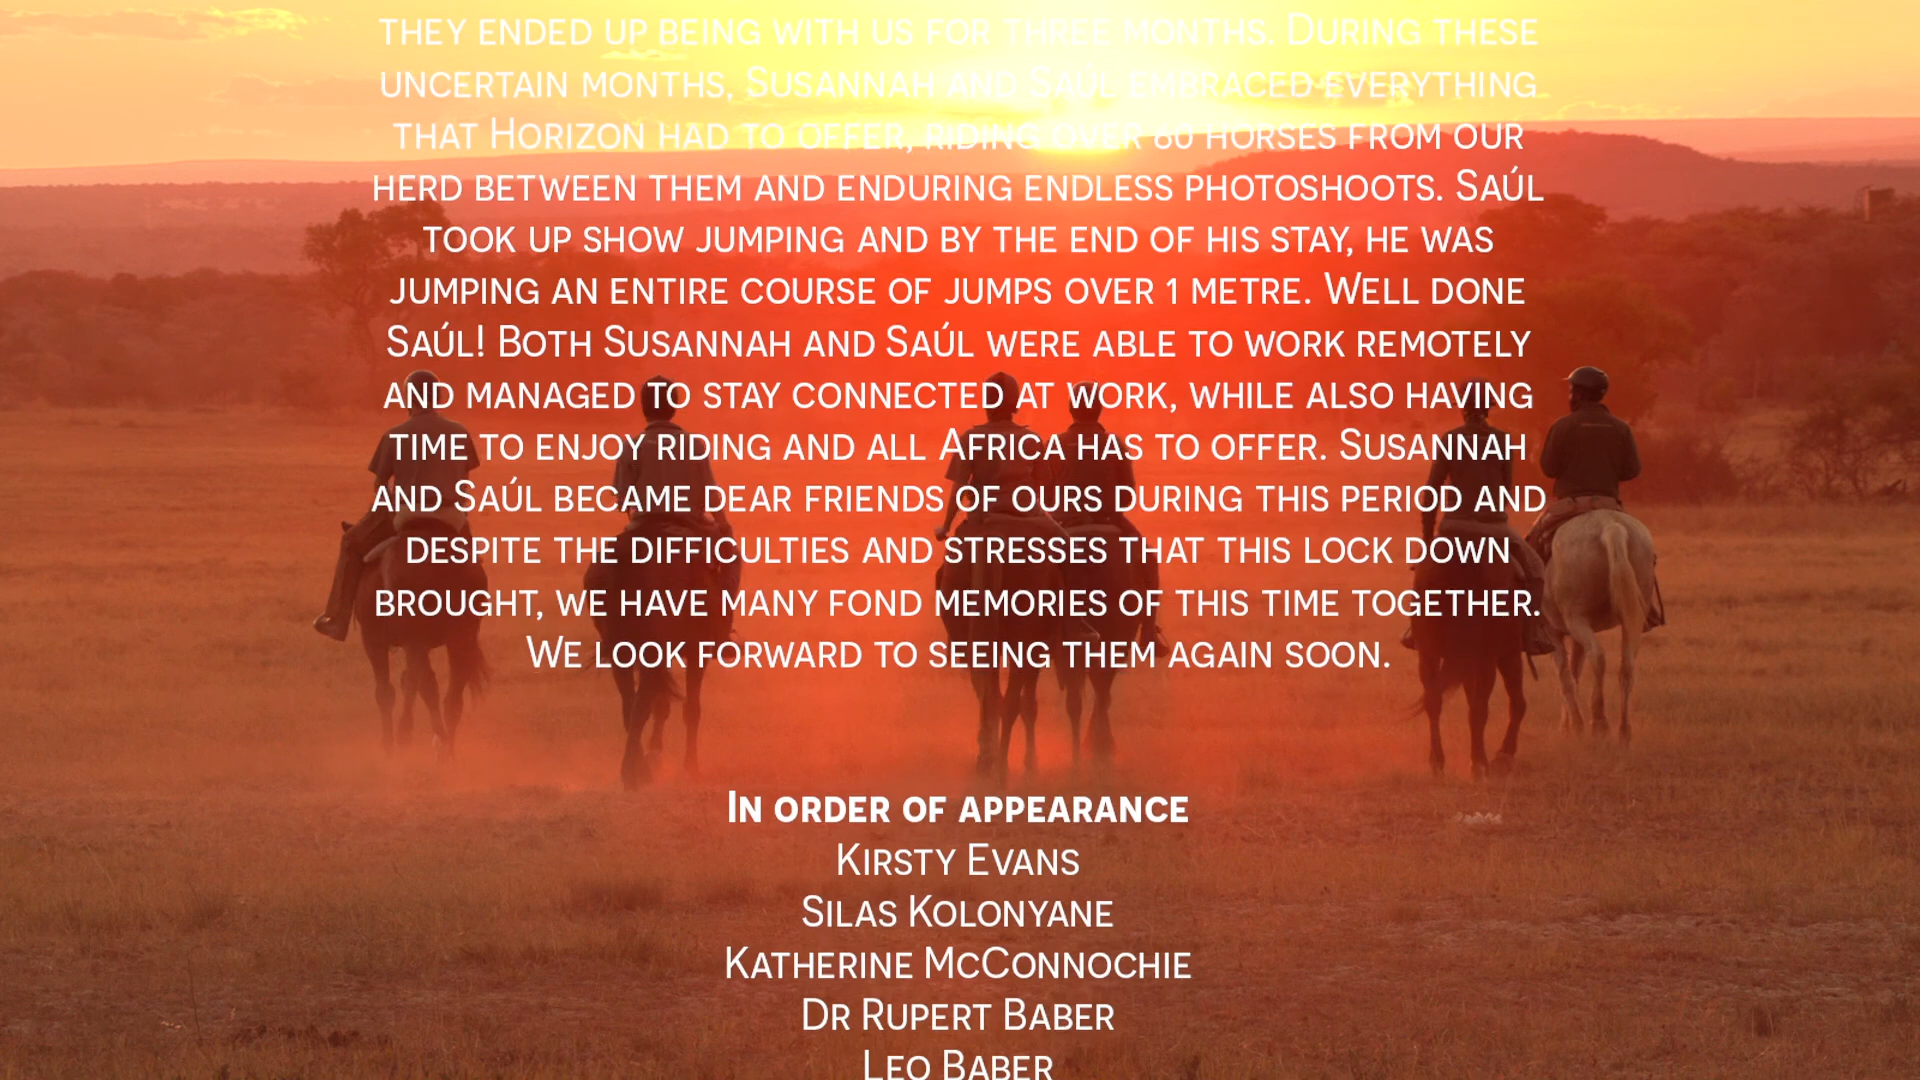 they ended up being with us for three months. During these
uncertain months, Susannah and Saúl embraced everything
that Horizon had to offer, riding over 60 horses from our
herd between them and enduring endless photoshoots. Saúl
took up show jumping and by the end of his stay, he was
jumping an entire course of jumps over 1 metre. Well done
Saúl! Both Susannah and Saúl were able to work remotely
and managed to stay connected at work, while also having
time to enjoy riding and all Africa has to offer. Susannah
and Saúl became dear friends of ours during this period and
despite the difficulties and stresses that this lock down
brought, we have many fond memories of this time together.
We look forward to seeing them again soon.
In order of appearance
Kirsty Evans
Silas Kolonyane
Katherine McConnochie
Dr Rupert Baber
Leo Baber